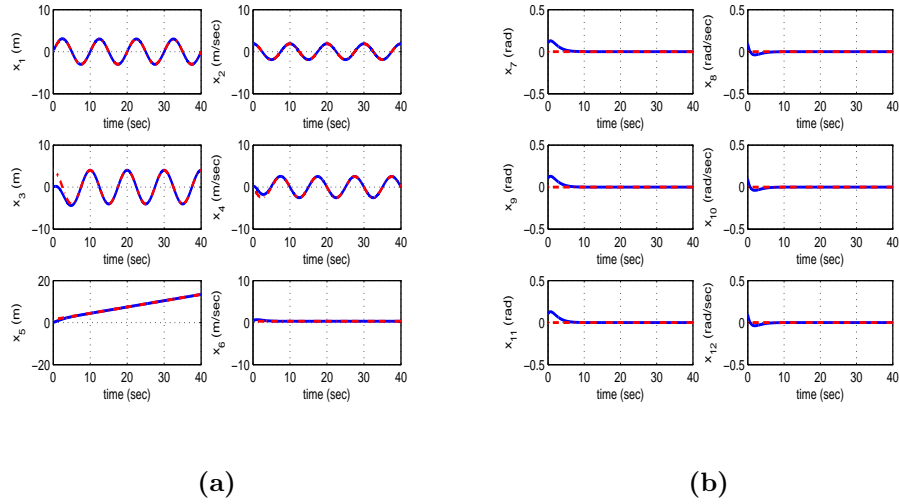 10
0
−10
0 10 20 30 40
time (sec)
x1 (m)
10
0
−10
0 10 20 30 40
time (sec)
x2 (m/sec)
10
0
−10
0 10 20 30 40
time (sec)
x3 (m)
10
0
−10
0 10 20 30 40
time (sec)
x4 (m/sec)
20
0
−20
0 10 20 30 40
time (sec)
x5 (m)
10
0
−10
0 10 20 30 40
time (sec)
x6 (m/sec)
(a)
0.5
0
−0.5
0 10 20 30 40
time (sec)
x7 (rad)
0.5
0
−0.5
0 10 20 30 40
time (sec)
x8 (rad/sec)
0.5
0
−0.5
0 10 20 30 40
time (sec)
x9 (rad)
0.5
0
−0.5
0 10 20 30 40
time (sec)
x10 (rad/sec)
0.5
0
−0.5
0 10 20 30 40
time (sec)
x1 (rad)
0.5
0
−0.5
0 10 20 30 40
time (sec)
x12 (rad/sec)
(b)